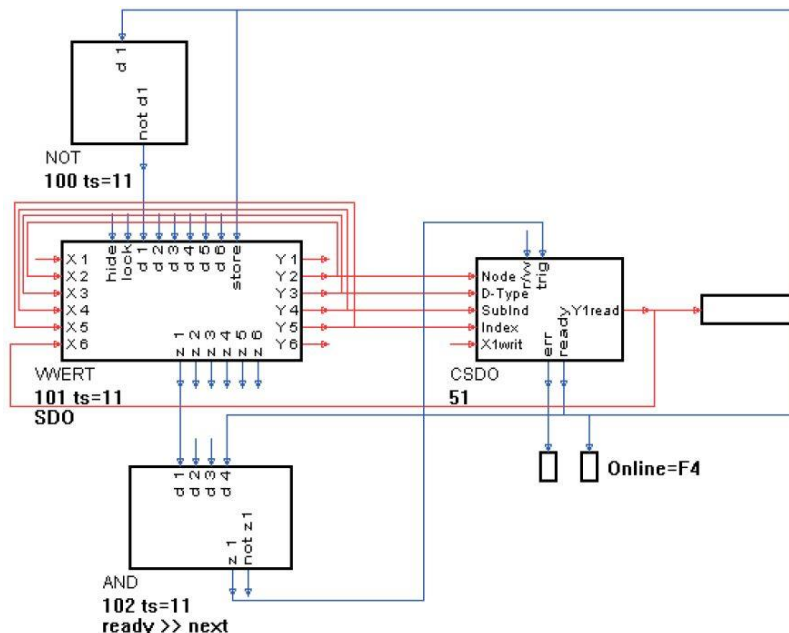 d 1
not d1
NOT
100 ts=11
hide
look
d 1
d 2
d 3
d 4
d 5
d 6
store
X 1
X 2
X 3
X 4
X 5
X 6
Y 1
Y 2
Y 3
Y 4
Y 5
Y 6
z 1
z 2
z 3
z 4
z 5
z 6
VWERT
101 ts=11
SDO
r/w
trig
Node
D-Type
SubInd
Index
X1writ
Y1read
err
ready
CSDO
51
Online=F4
d 1
d 2
d 3
d 4
z 1
not z1
AND
102 ts=11
ready >> next